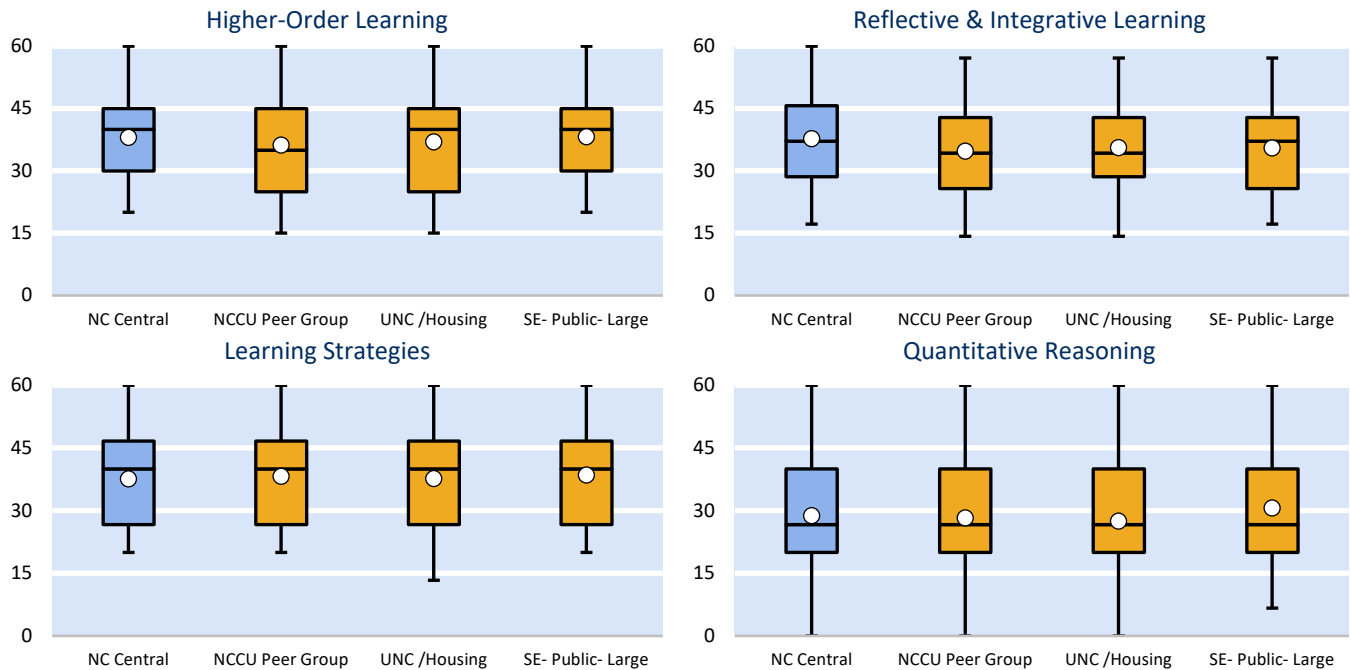 Higher-Order Learning
60
45
30
15
0
NC Central
NCCU Peer Group
UNC /Housing
SE- Public- Large
Reflective & Integrative Learning
60
45
30
15
0
NC Central
NCCU Peer Group
UNC /Housing
SE- Public- Large
Learning Strategies
60
45
30
15
0
NC Central
NCCU Peer Group
UNC /Housing
SE- Public- Large
Quantitative Reasoning
60
45
30
15
0
NC Central
NCCU Peer Group
UNC /Housing
SE- Public- Large